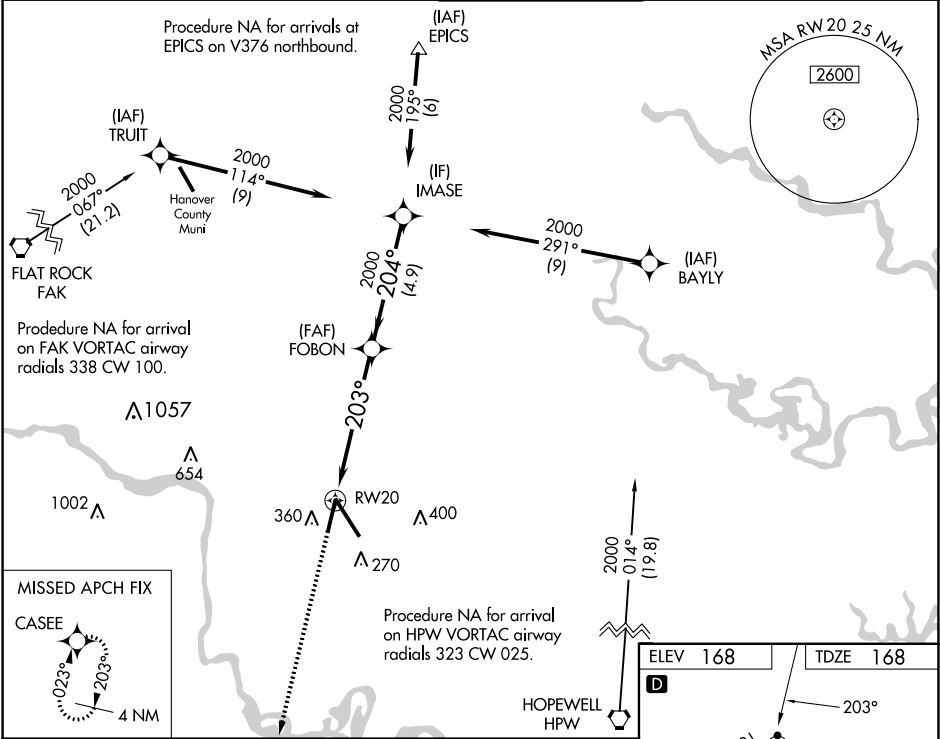 Procedure NA for arrivals at
EPICS on V376 northbound.
(IAF)
EPICS
2000
195°
(6)
MSA RW20 25 NM
2600
(IAF)
TRUIT
2000
114°
(9)
Hanover
County
Muni
2000
067°
(21.2)
FLAT ROCK
FAK
(IF)
IMASE
2000
204°
(4.9)
2000
291°
(9)
(IAF)
BAYLY
Prodedure NA for arrival
on FAK VORTAC airway
radials 338 CW 100.
(FAF)
FOBON
203°
1057
654
1002
360
RW20
400
270
2000
014°
(19.8)
MISSED APCH FIX
CASEE
023°
203°
4 NM
Procedure NA for arrival
on HPW VORTAC airway
radials 323 CW 025.
HOPEWELL
HPW
ELEV 168
TDZE 168
D
203°